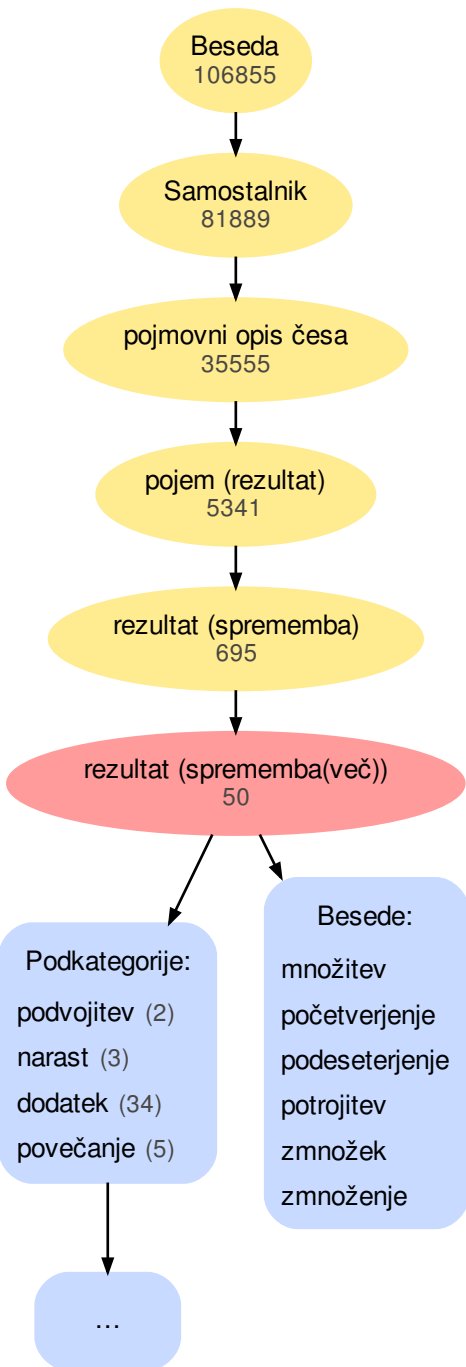 Beseda
106855
Samostalnik
81889
pojmovni opis česa
35555
pojem (rezultat)
5341
rezultat (sprememba)
695
rezultat (sprememba(več))
50
Podkategorije:
podvojitev (2)
narast (3)
dodatek (34)
povečanje (5)
Besede:
množitev
početverjenje
podeseterjenje
potrojitev
zmnožek
zmnoženje
...